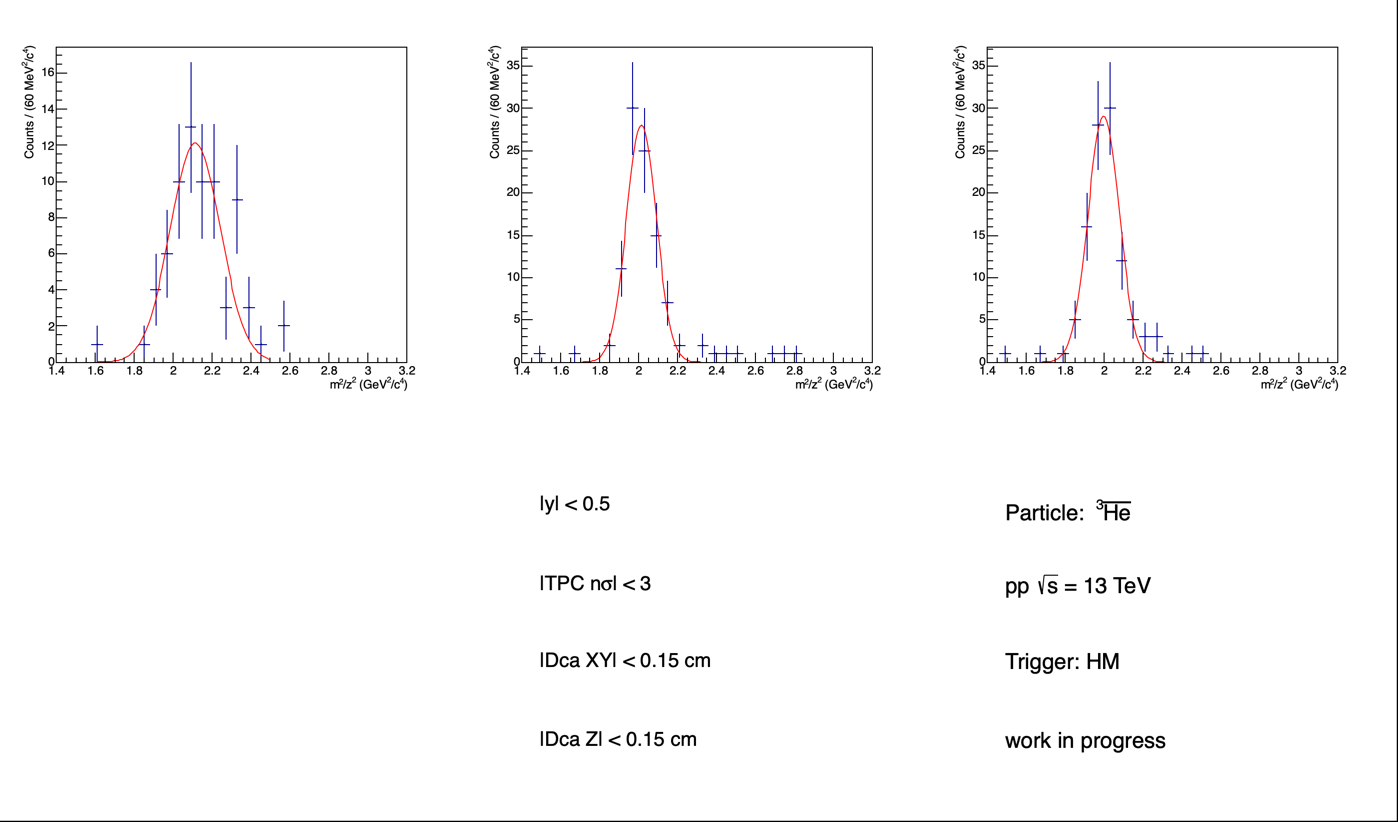 Counts / (60 MeV²/c⁴)
16
14
12
10
8
6
4
2
0
1.4 1.6 1.8 2 2.2 2.4 2.6 2.8 3 3.2
m²/z² (GeV²/c⁴)
Counts / (60 MeV²/c⁴)
35
30
25
20
15
10
5
0
1.4 1.6 1.8 2 2.2 2.4 2.6 2.8 3 3.2
m²/z² (GeV²/c⁴)
Counts / (60 MeV²/c⁴)
35
30
25
20
15
10
5
0
1.4 1.6 1.8 2 2.2 2.4 2.6 2.8 3 3.2
m²/z² (GeV²/c⁴)
|y| < 0.5
|TPC nσ| < 3
|Dca XY| < 0.15 cm
|Dca Z| < 0.15 cm
Particle: ³H̅e̅
pp √s = 13 TeV
Trigger: HM
work in progress